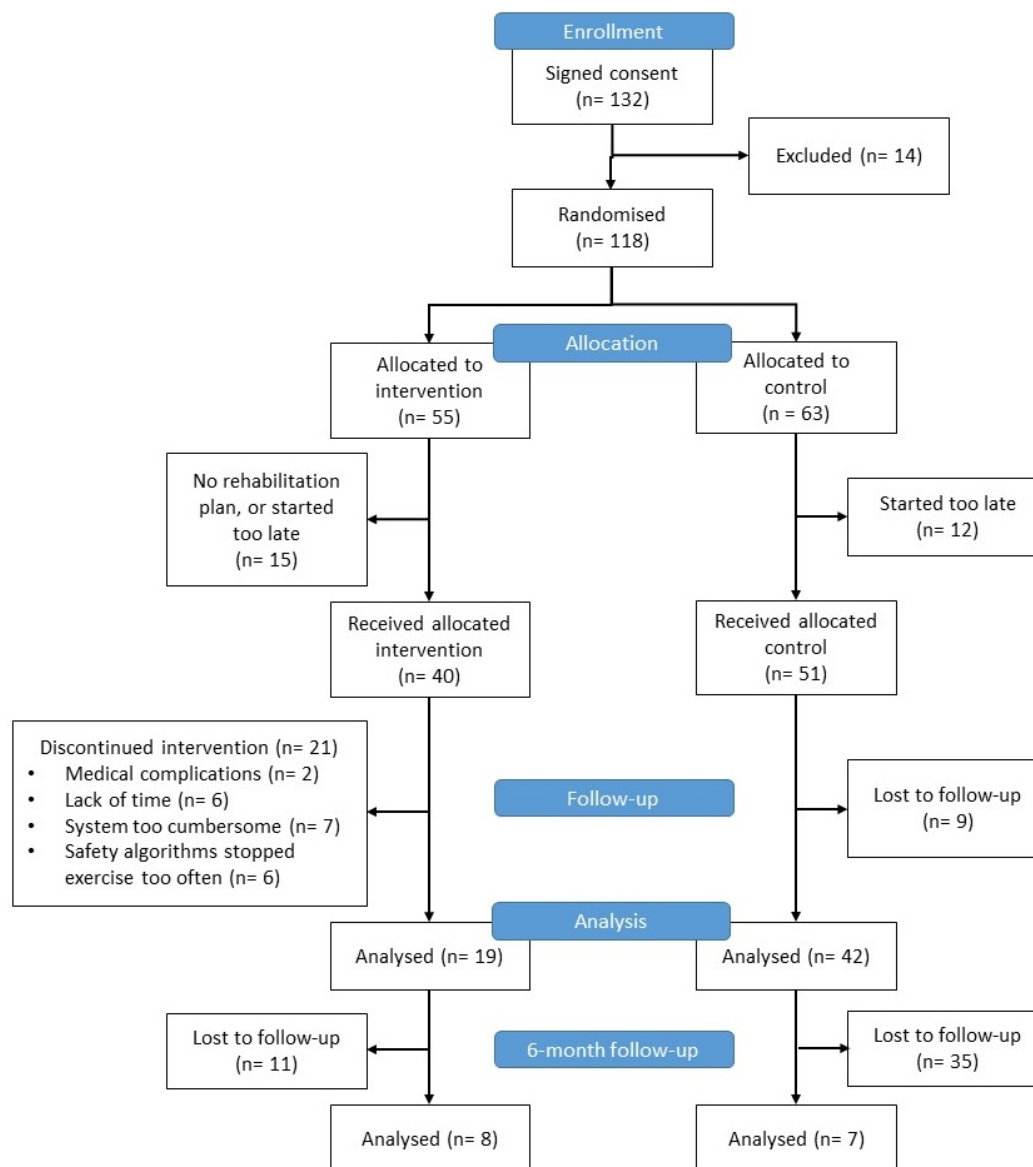 Enrollment
Signed consent
(n= 132)
Excluded (n= 14)
Randomised
(n= 118)
Allocation
Allocated to
intervention
(n= 55)
Allocated to
control
(n = 63)
No rehabilitation
plan, or started
too late
(n= 15)
Started too late
(n= 12)
Received allocated
intervention
(n= 40)
Received allocated
control
(n= 51)
Discontinued intervention (n= 21)
• Medical complications (n= 2)
• Lack of time (n= 6)
• System too cumbersome (n= 7)
• Safety algorithms stopped
exercise too often (n= 6)
Follow-up
Lost to follow-up
(n= 9)
Analysis
Analysed (n= 19)
Analysed (n= 42)
Lost to follow-up
(n= 11)
6-month follow-up
Lost to follow-up
(n= 35)
Analysed (n= 8)
Analysed (n= 7)